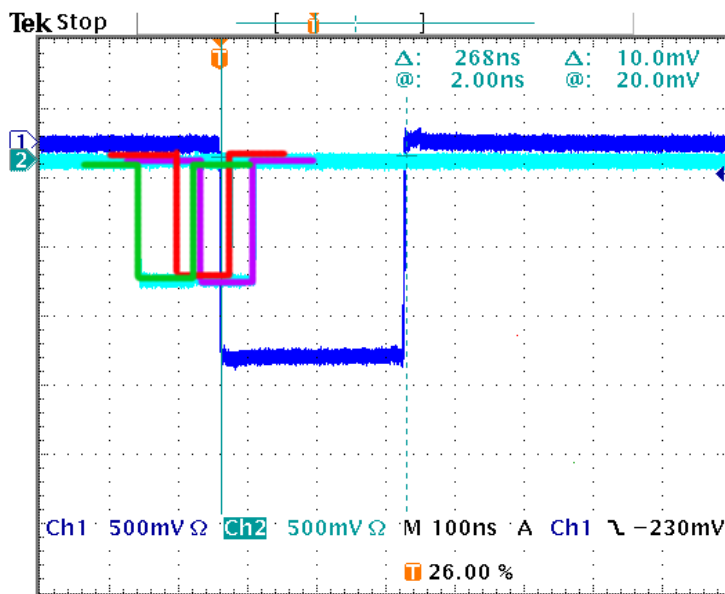 Tek Stop
T
T
Δ: 268ns Δ: 10.0mV
@: 2.00ns @: 20.0mV
1
2
Ch1 500mV Ω Ch2 500mV Ω M 100ns A Ch1 −230mV
T 26.00 %